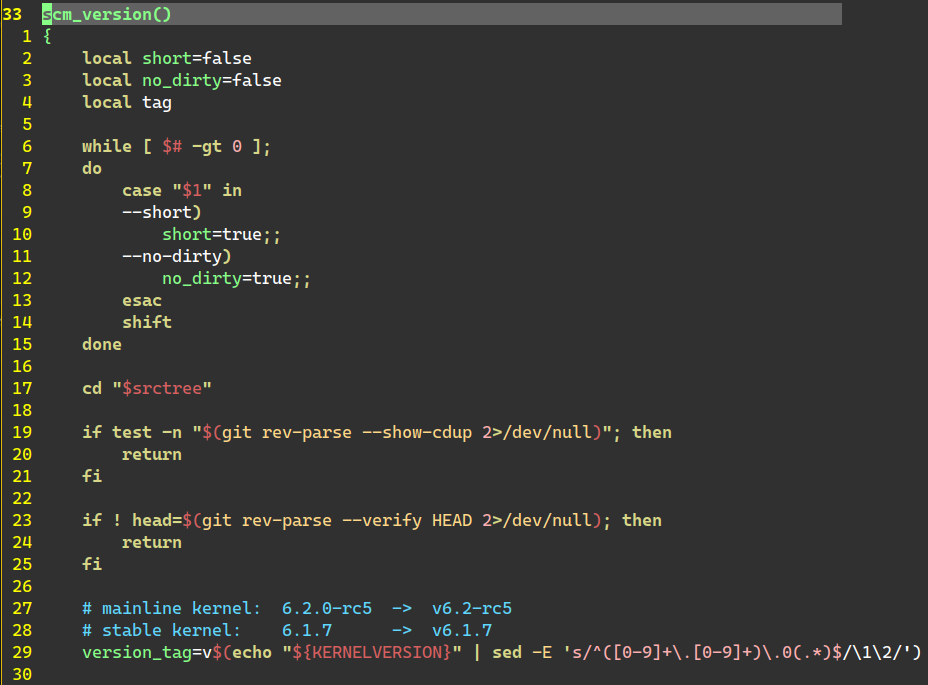 33 scm_version()
1 {
2     local short=false
3     local no_dirty=false
4     local tag
5
6     while [ $# -gt 0 ];
7     do
8         case "$1" in
9         --short)
10             short=true;;
11         --no-dirty)
12             no_dirty=true;;
13         esac
14         shift
15     done
16
17     cd "$srctree"
18
19     if test -n "$(git rev-parse --show-cdup 2>/dev/null)"; then
20         return
21     fi
22
23     if ! head=$(git rev-parse --verify HEAD 2>/dev/null); then
24         return
25     fi
26
27     # mainline kernel:  6.2.0-rc5  ->  v6.2-rc5
28     # stable kernel:    6.1.7      ->  v6.1.7
29     version_tag=v$(echo "${KERNELVERSION}" | sed -E 's/^([0-9]+\.[0-9]+)\.0(.*)$/\1\2/')
30